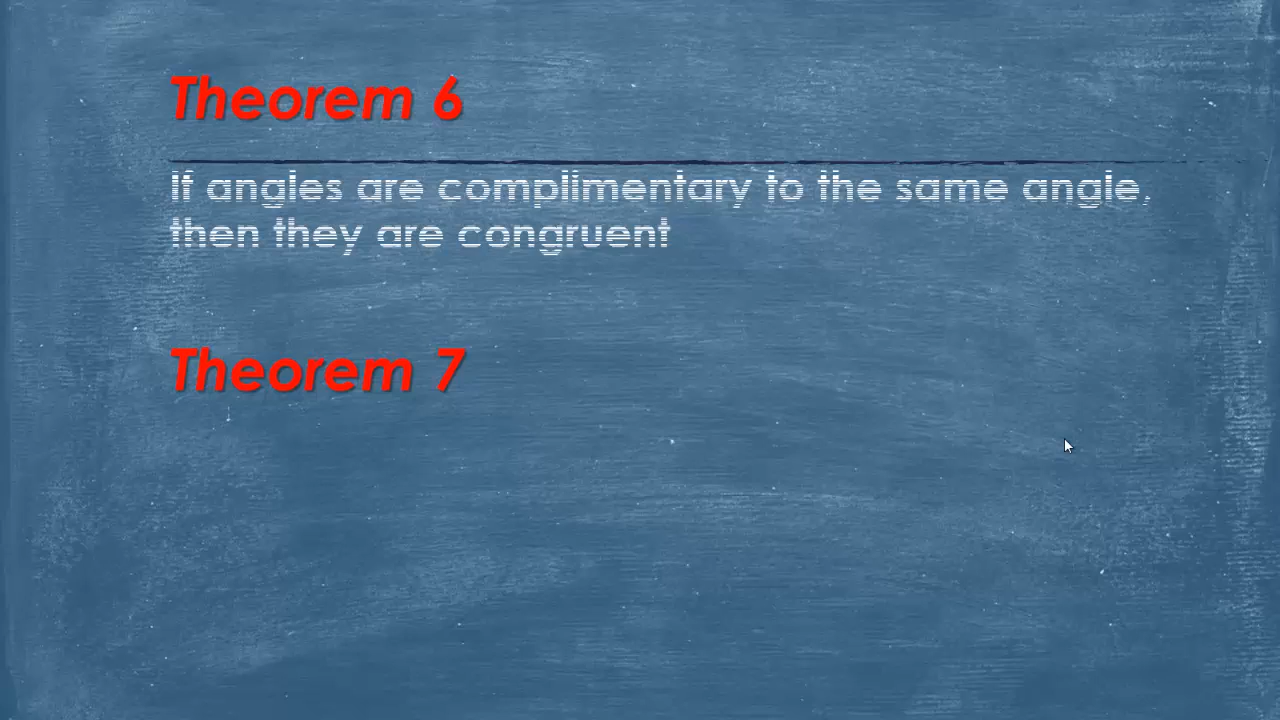 Theorem 6
If angles are complimentary to the same angle,
then they are congruent
Theorem 7